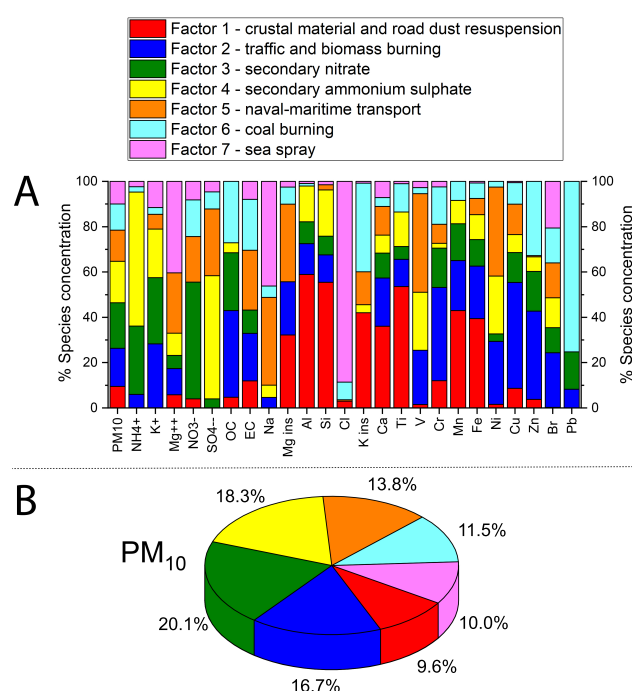 Factor 1 - crustal material and road dust resuspension
Factor 2 - traffic and biomass burning
Factor 3 - secondary nitrate
Factor 4 - secondary ammonium sulphate
Factor 5 - naval-maritime transport
Factor 6 - coal burning
Factor 7 - sea spray
A
% Species concentration
100
80
60
40
20
0
100
80
60
40
20
0
% Species concentration
PM10
NH4+
K+
Mg++
NO3-
SO4--
OC
EC
Na
Mg ins
Al
Si
Cl
K ins
Ca
Ti
V
Cr
Mn
Fe
Ni
Cu
Zn
Br
Pb
B
PM10
18.3%
13.8%
11.5%
10.0%
9.6%
16.7%
20.1%